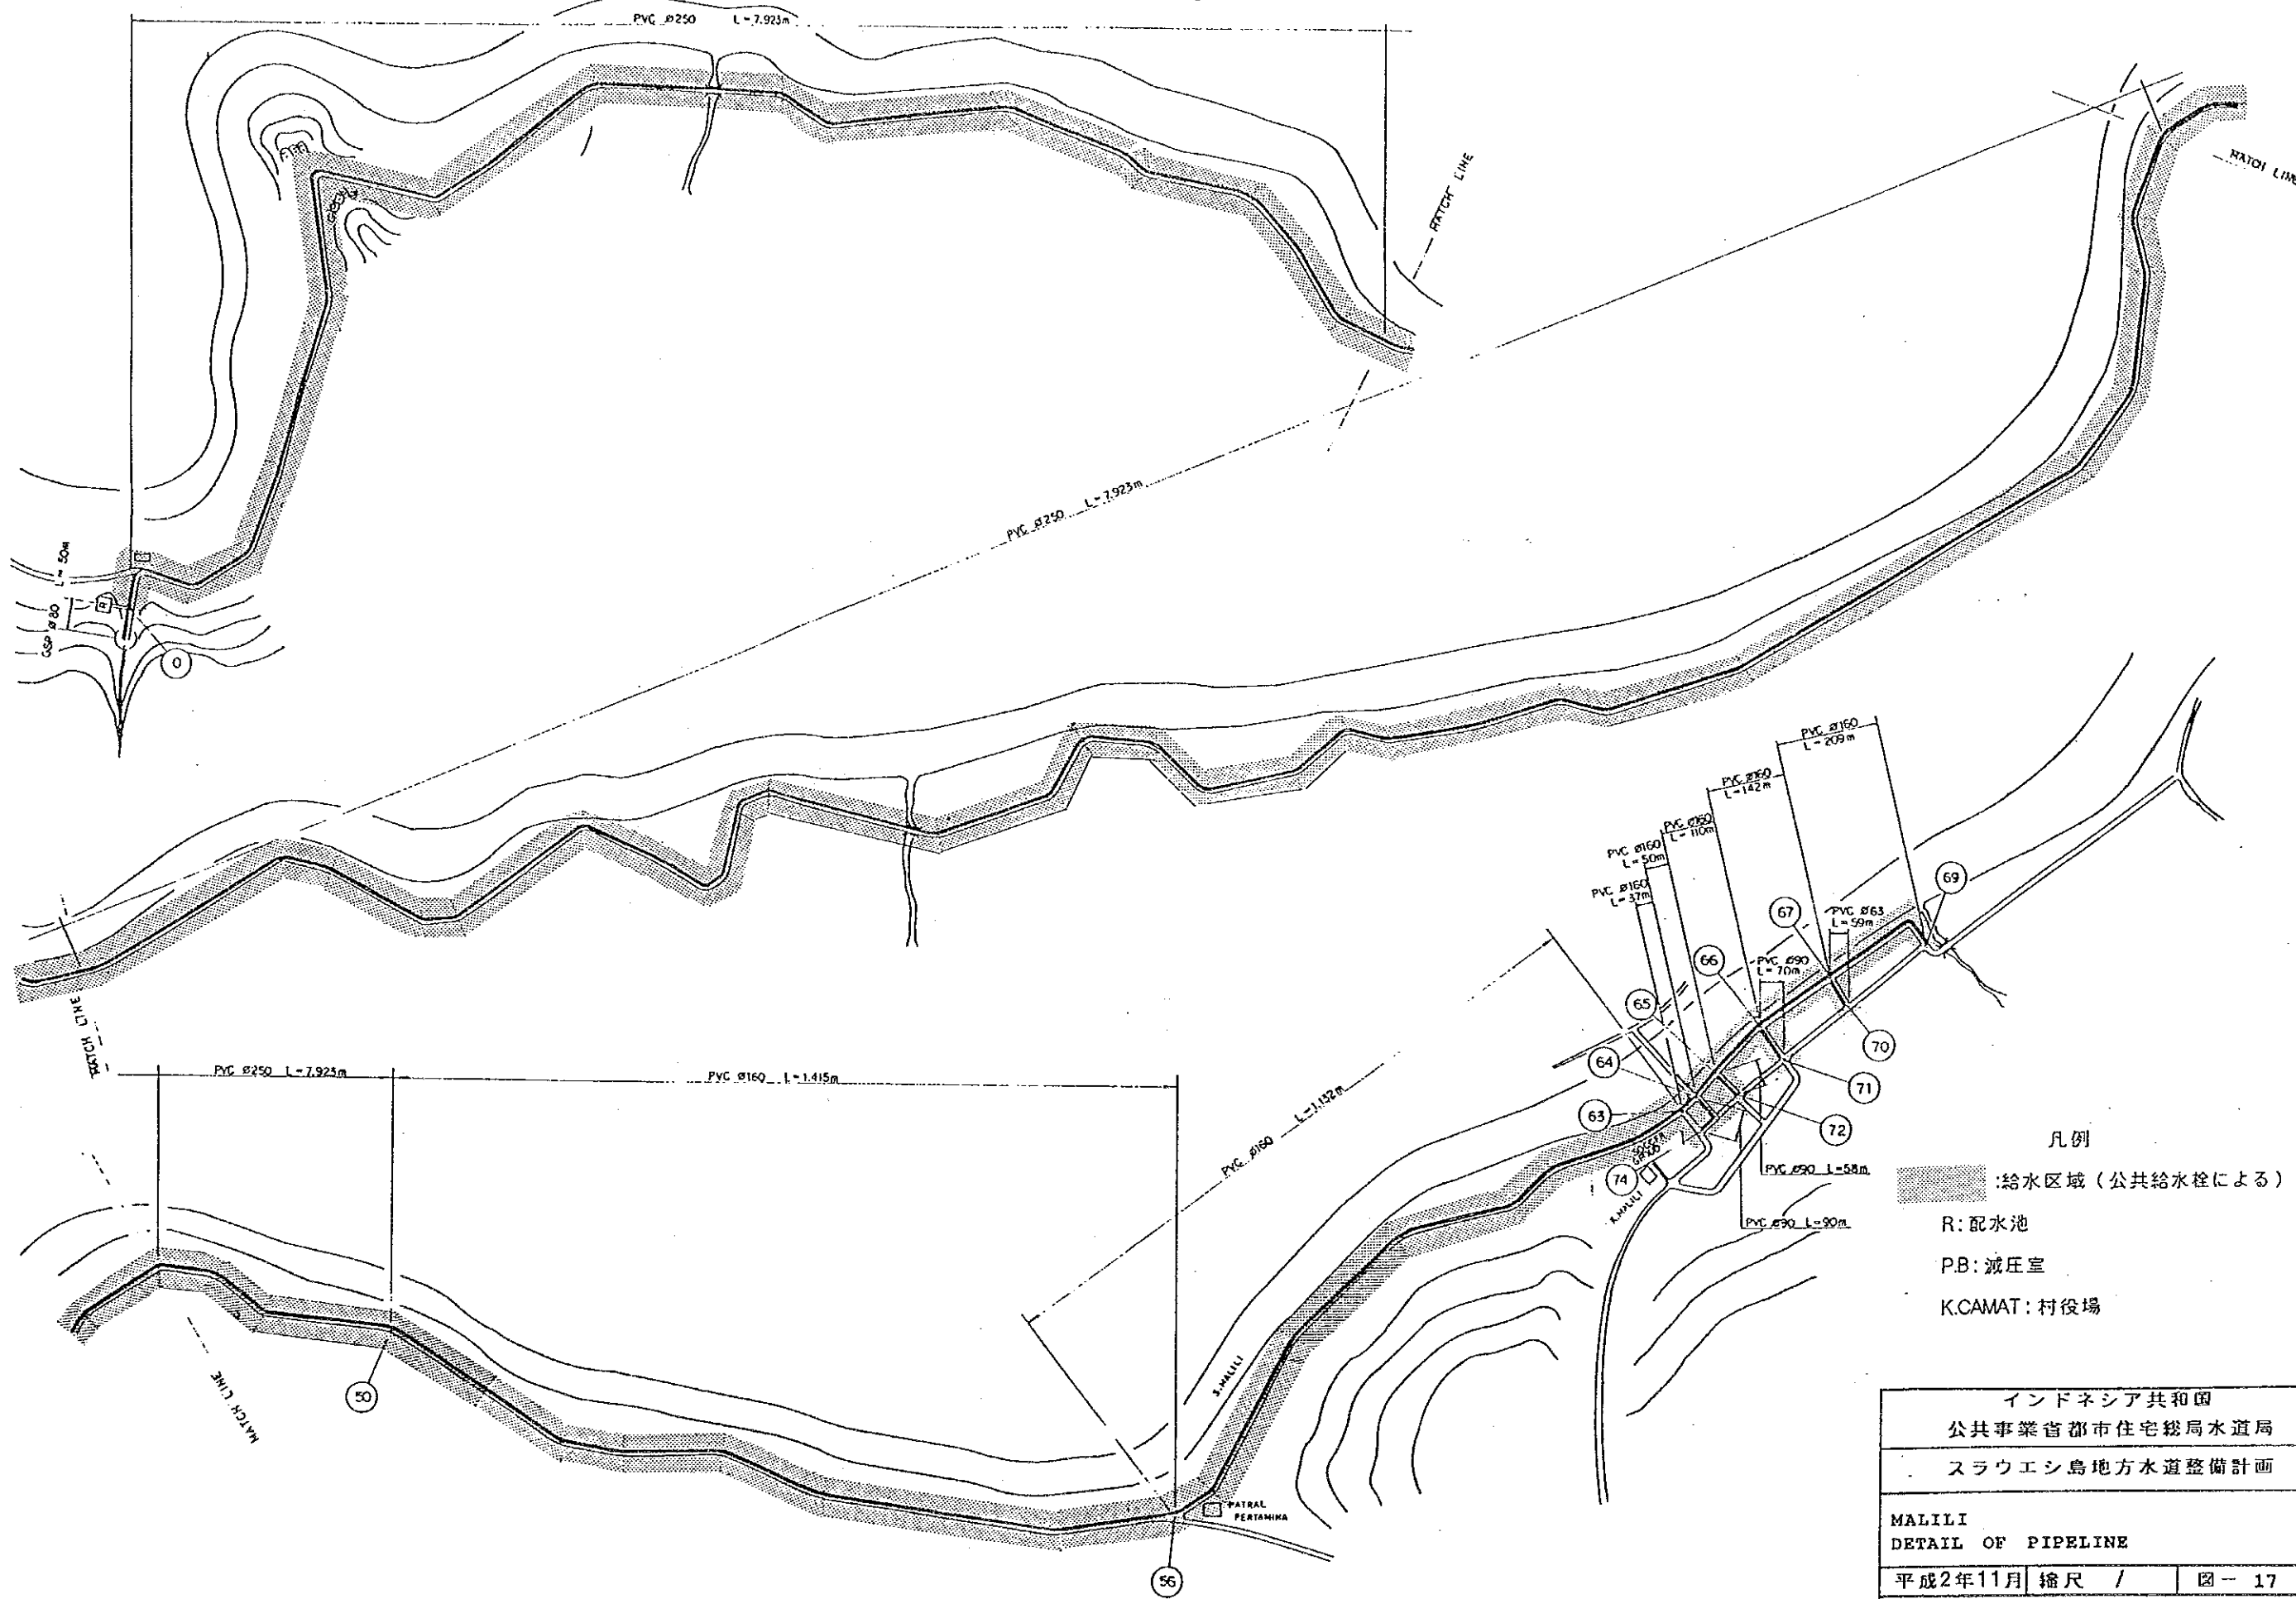 PVC Ø250 L=7.923m
MATCH LINE
MATCH LINE
L= 50m
GSP Ø80
R
0
PVC Ø250 L=7.923m
MATCH LINE
PVC Ø160
L=209m
PVC Ø160
L=142m
PVC Ø160
L=110m
PVC Ø160
L=50m
PVC Ø160
L=37m
69
67
PVC Ø63
L=59m
66
PVC Ø90
L=70m
65
70
64
71
63
72
SOCCER
74
K.MALILI
PVC Ø90 L=58m
PVC Ø90 L=90m
PVC Ø250 L=7.923m
PVC Ø160 L=1.415m
PVC Ø160 L=1.132m
S.MALILI
50
MATCH LINE
PATRAL
PERTAMINA
56
凡例
:給水区域(公共給水栓による)
R:配水池
P.B:減圧室
K.CAMAT:村役場
インドネシア共和国
公共事業省都市住宅総局水道局
スラウエシ島地方水道整備計画
MALILI
DETAIL OF PIPELINE
平成2年11月 縮尺 / 図- 17